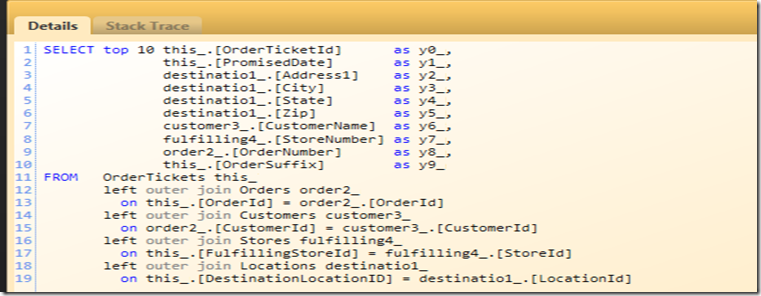 Details Stack Trace
1 SELECT top 10 this_.[OrderTicketId] as y0_,
2 this_.[PromisedDate] as y1_,
3 destinatio1_.[Address1] as y2_,
4 destinatio1_.[City] as y3_,
5 destinatio1_.[State] as y4_,
6 destinatio1_.[Zip] as y5_,
7 customer3_.[CustomerName] as y6_,
8 fulfilling4_.[StoreNumber] as y7_,
9 order2_.[OrderNumber] as y8_,
10 this_.[OrderSuffix] as y9_
11 FROM OrderTickets this_
12 left outer join Orders order2_
13 on this_.[OrderId] = order2_.[OrderId]
14 left outer join Customers customer3_
15 on order2_.[CustomerId] = customer3_.[CustomerId]
16 left outer join Stores fulfilling4_
17 on this_.[FulfillingStoreId] = fulfilling4_.[StoreId]
18 left outer join Locations destinatio1_
19 on this_.[DestinationLocationID] = destinatio1_.[LocationId]